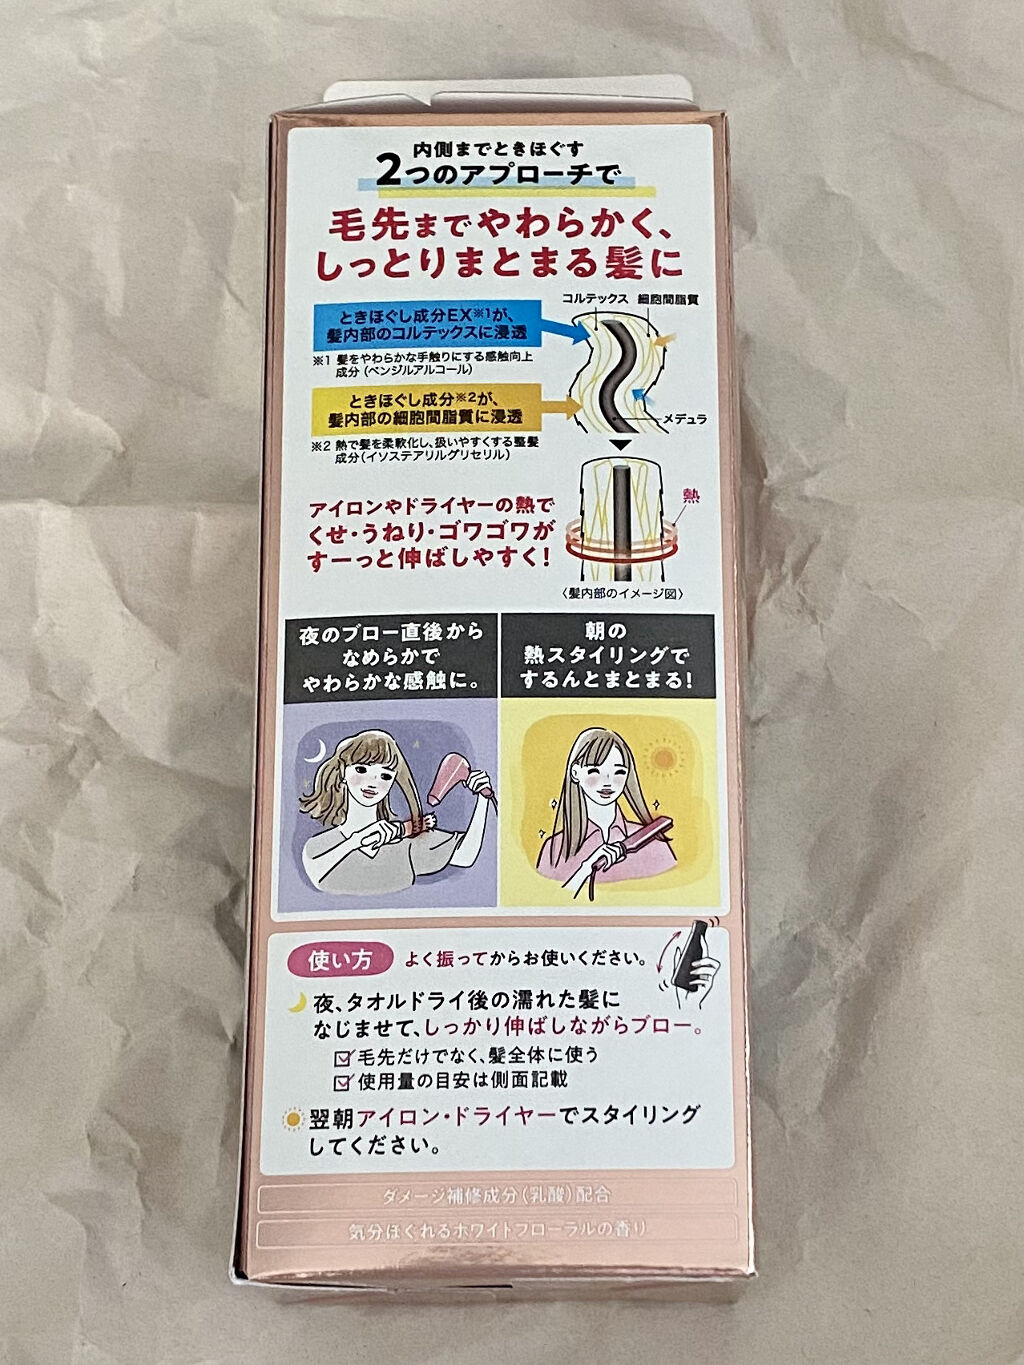 内側までときほぐす
2つのアプローチで
毛先までやわらかく、
しっとりまとまる髪に
コルテックス 細胞間脂質
ときほぐし成分EX※1が、
髪内部のコルテックスに浸透
※1 髪をやわらかな手触りにする感触向上
成分（ベンジルアルコール）
ときほぐし成分※2が、
髪内部の細胞間脂質に浸透
メデュラ
※2 熱で髪を柔軟化し、扱いやすくする整髪
成分（イソステアリルグリセリル）
熱
アイロンやドライヤーの熱で
くせ・うねり・ゴワゴワが
すーっと伸ばしやすく！
〈髪内部のイメージ図〉
夜のブロー直後から
なめらかで
やわらかな感触に。
朝の
熱スタイリングで
するんとまとまる！
使い方 よく振ってからお使いください。
夜、タオルドライ後の濡れた髪に
なじませて、しっかり伸ばしながらブロー。
毛先だけでなく、髪全体に使う
使用量の目安は側面記載
翌朝アイロン・ドライヤーでスタイリング
してください。
ダメージ補修成分（乳酸）配合
気分ほぐれるホワイトフローラルの香り